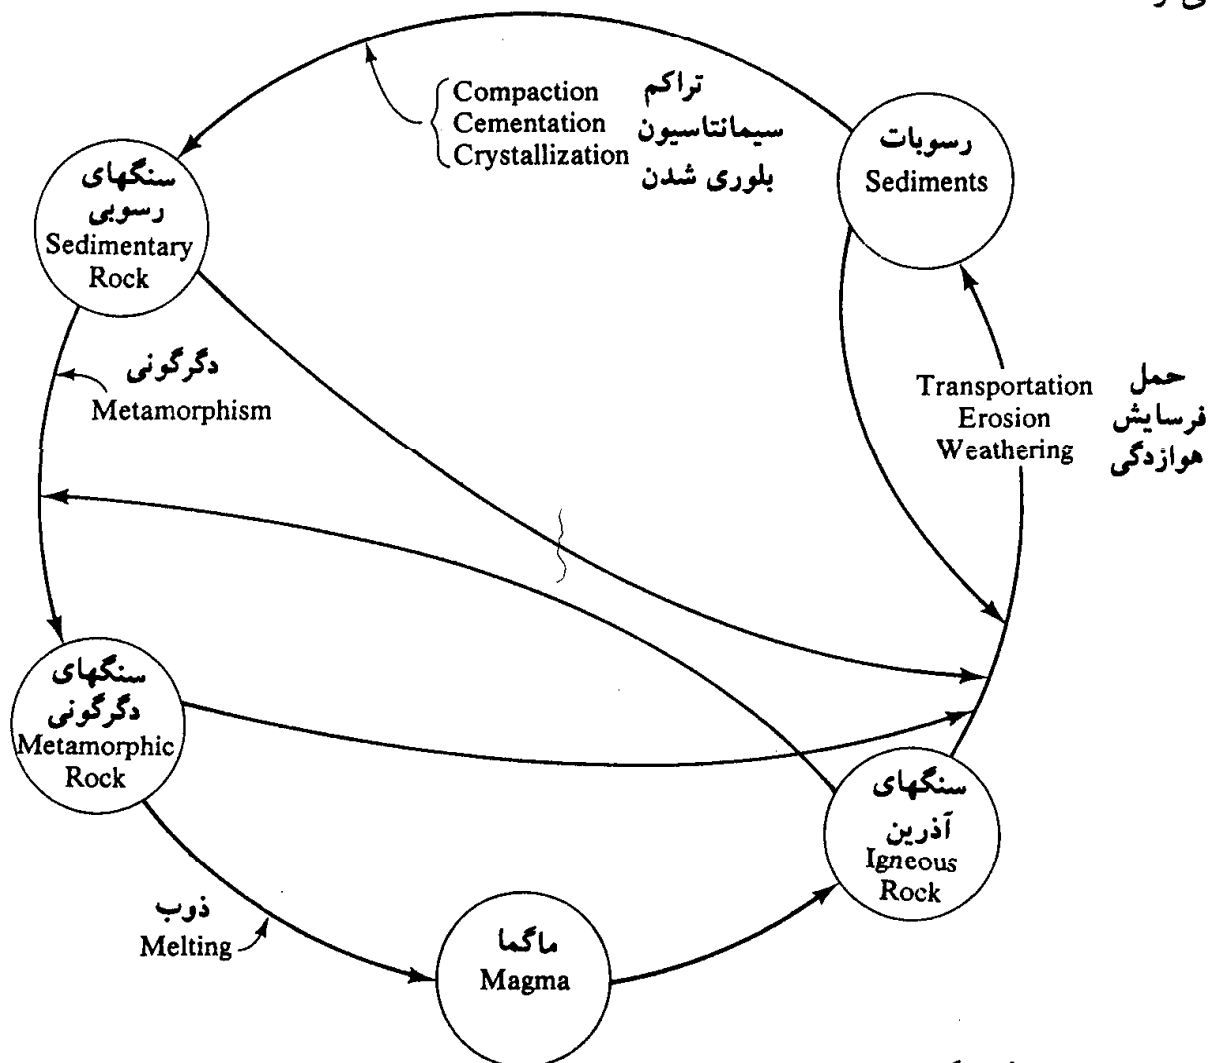 Compaction تراکم
Cementation سیمانتاسیون
Crystallization بلوری شدن
رسوبات
Sediments
سنگهای
رسوبی
Sedimentary
Rock
دگرگونی
Metamorphism
Transportation حمل
Erosion فرسایش
Weathering هوازدگی
سنگهای
دگرگونی
Metamorphic
Rock
سنگهای
آذرین
Igneous
Rock
ذوب
Melting
ماگما
Magma